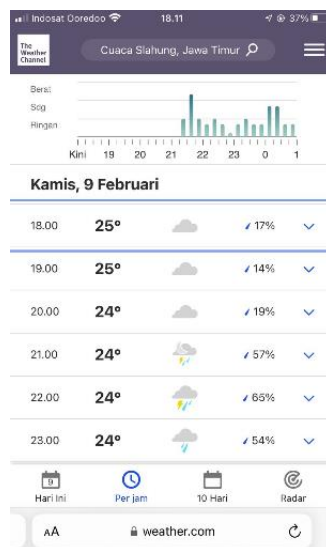 Indosat Ooredoo 18.11 37%
The Weather Channel
Cuaca Slahung, Jawa Timur
Berat
Sdg
Ringan
Kini 19 20 21 22 23 0 1
Kamis, 9 Februari
18.00 25° 17%
19.00 25° 14%
20.00 24° 19%
21.00 24° 57%
22.00 24° 65%
23.00 24° 54%
9
Hari Ini Per jam 10 Hari Radar
AA weather.com